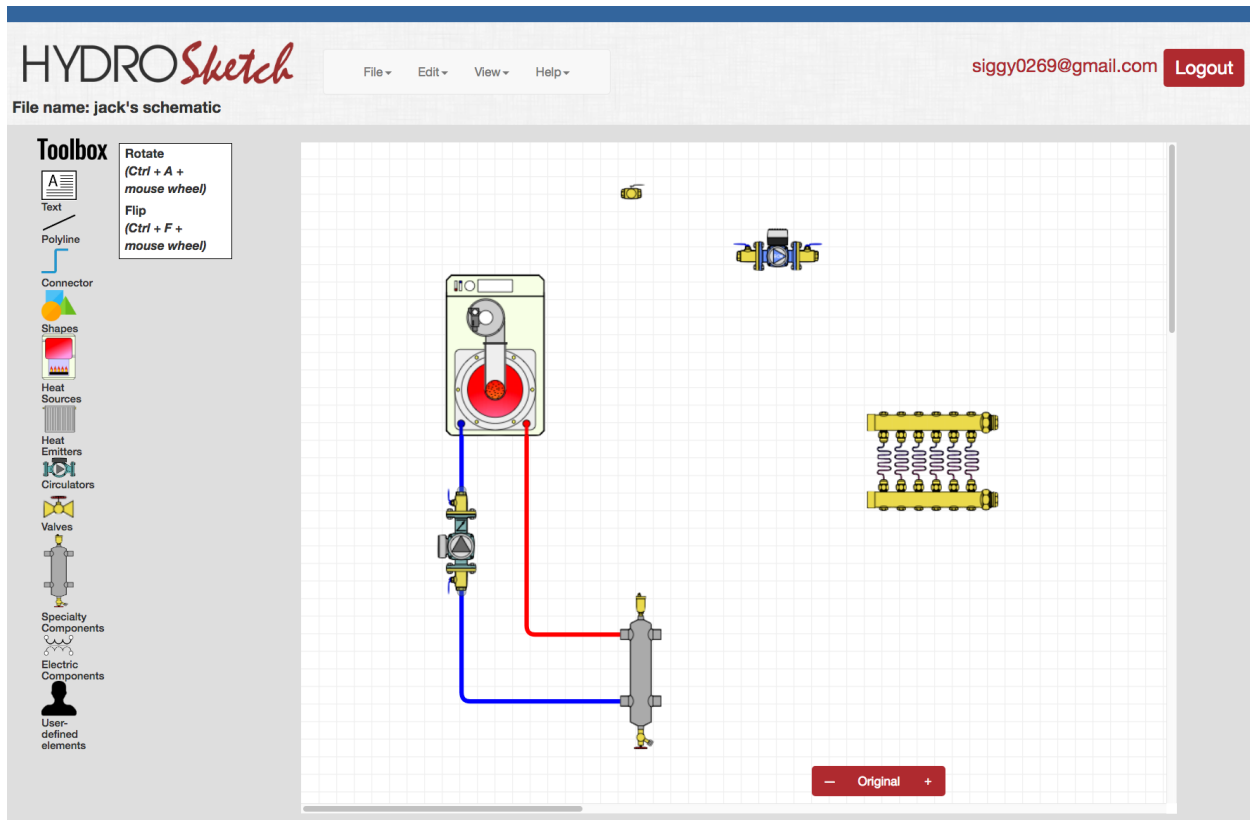 HYDROSketch
File Edit View Help
siggy0269@gmail.com
Logout
File name: jack's schematic
Toolbox
Rotate
(Ctrl + A +
mouse wheel)
Flip
(Ctrl + F +
mouse wheel)
A
Text
Polyline
Connector
Shapes
Heat
Sources
Heat
Emitters
Circulators
Valves
Specialty
Components
Electric
Components
User-
defined
elements
– Original +